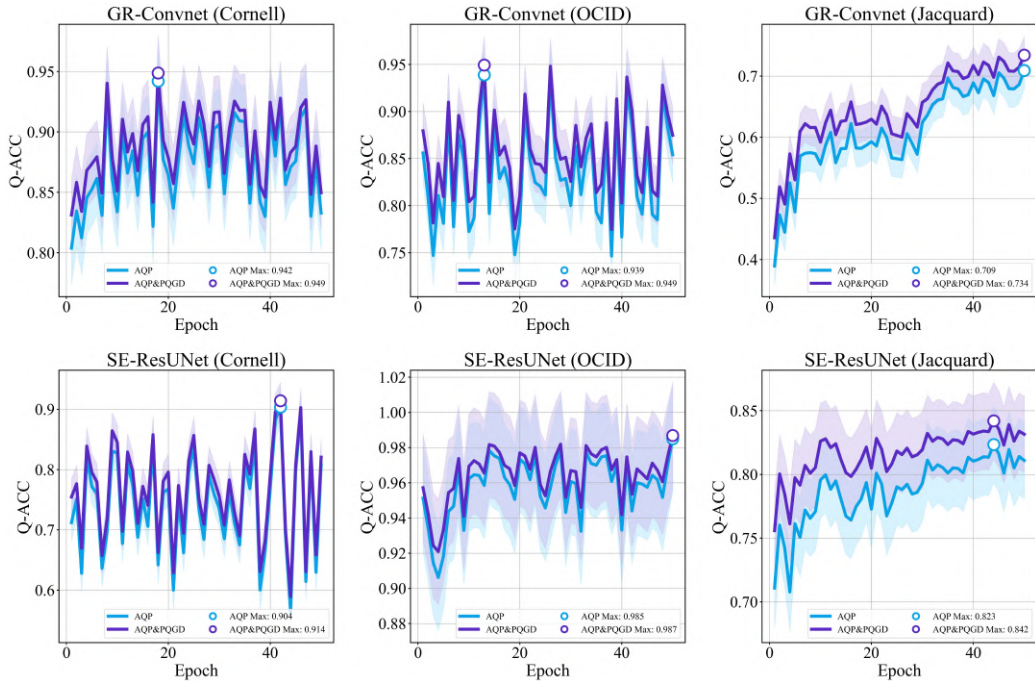 GR-Convnet (Cornell)
Q-ACC
0.95
0.90
0.85
0.80
AQP
AQP&PQGD
AQP Max: 0.942
AQP&PQGD Max: 0.949
0 20 40
Epoch
GR-Convnet (OCID)
Q-ACC
0.95
0.90
0.85
0.80
0.75
AQP
AQP&PQGD
AQP Max: 0.939
AQP&PQGD Max: 0.949
0 20 40
Epoch
GR-Convnet (Jacquard)
Q-ACC
0.7
0.6
0.5
0.4
AQP
AQP&PQGD
AQP Max: 0.709
AQP&PQGD Max: 0.734
0 20 40
Epoch
SE-ResUNet (Cornell)
Q-ACC
0.9
0.8
0.7
0.6
AQP
AQP&PQGD
AQP Max: 0.904
AQP&PQGD Max: 0.914
0 20 40
Epoch
SE-ResUNet (OCID)
Q-ACC
1.02
1.00
0.98
0.96
0.94
0.92
0.90
0.88
AQP
AQP&PQGD
AQP Max: 0.985
AQP&PQGD Max: 0.987
0 20 40
Epoch
SE-ResUNet (Jacquard)
Q-ACC
0.85
0.80
0.75
0.70
AQP
AQP&PQGD
AQP Max: 0.823
AQP&PQGD Max: 0.842
0 20 40
Epoch